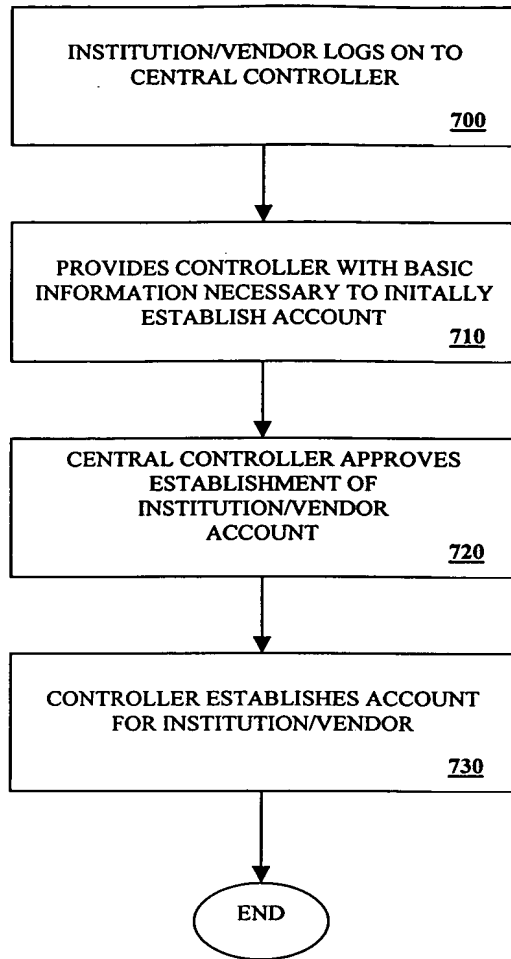 INSTITUTION/VENDOR LOGS ON TO
CENTRAL CONTROLLER
700
PROVIDES CONTROLLER WITH BASIC
INFORMATION NECESSARY TO INITALLY
ESTABLISH ACCOUNT
710
CENTRAL CONTROLLER APPROVES
ESTABLISHMENT OF
INSTITUTION/VENDOR
ACCOUNT
720
CONTROLLER ESTABLISHES ACCOUNT
FOR INSTITUTION/VENDOR
730
END